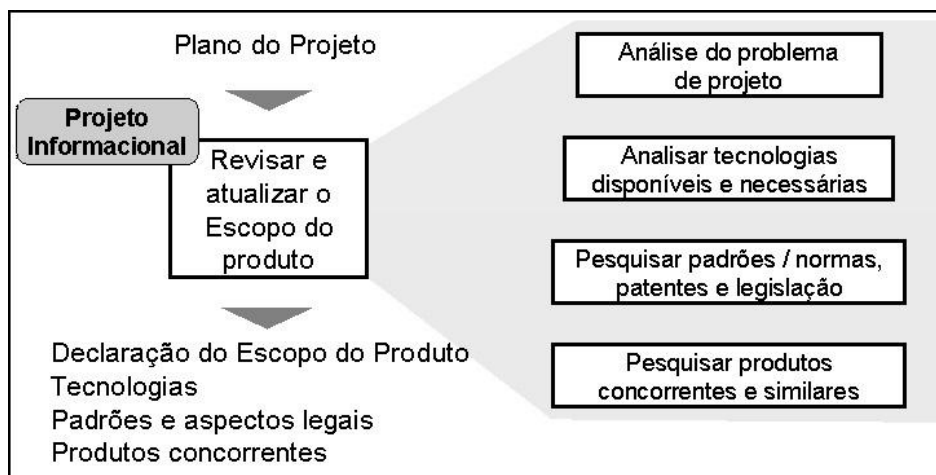 Plano do Projeto
Projeto
Informacional
Revisar e
atualizar o
Escopo do
produto
Declaração do Escopo do Produto
Tecnologias
Padrões e aspectos legais
Produtos concorrentes
Análise do problema
de projeto
Analisar tecnologias
disponíveis e necessárias
Pesquisar padrões / normas,
patentes e legislação
Pesquisar produtos
concorrentes e similares